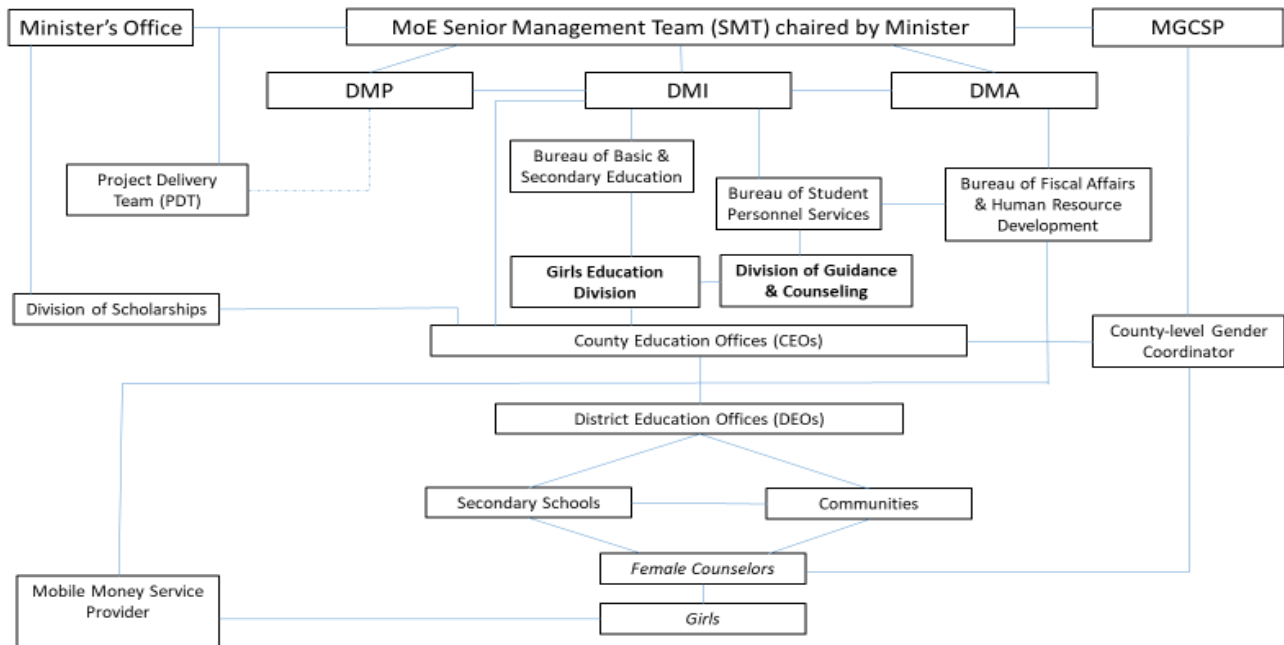 Minister's Office
MoE Senior Management Team (SMT) chaired by Minister
MGCSP
DMP
DMI
DMA
Project Delivery
Team (PDT)
Bureau of Basic &
Secondary Education
Bureau of Student
Personnel Services
Bureau of Fiscal Affairs
& Human Resource
Development
Girls Education
Division
Division of Guidance
& Counseling
Division of Scholarships
County Education Offices (CEOs)
County-level Gender
Coordinator
District Education Offices (DEOs)
Secondary Schools
Communities
Female Counselors
Mobile Money Service
Provider
Girls